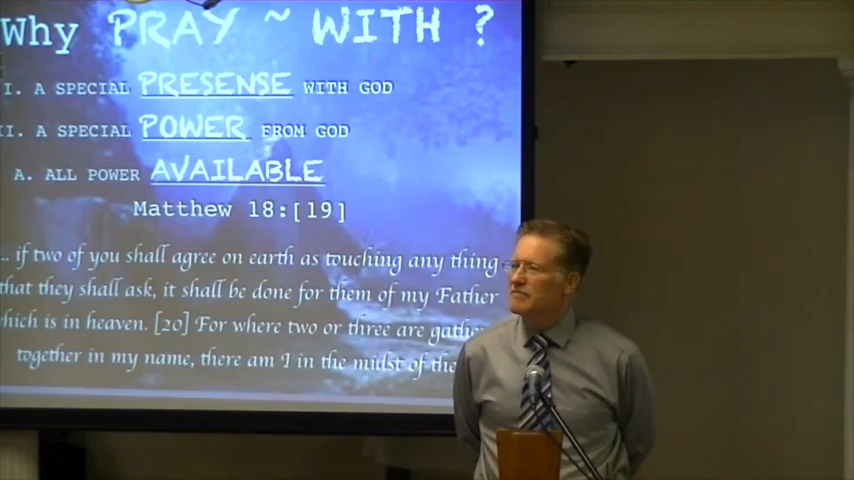 Why PRAY ~ WITH ?
I. A SPECIAL PRESENSE WITH GOD
II. A SPECIAL POWER FROM GOD
A. ALL POWER AVAILABLE
Matthew 18:[19]
... if two of you shall agree on earth as touching any thing
that they shall ask, it shall be done for them of my Father
which is in heaven. [20] For where two or three are
together in my name, there am I in the midst of